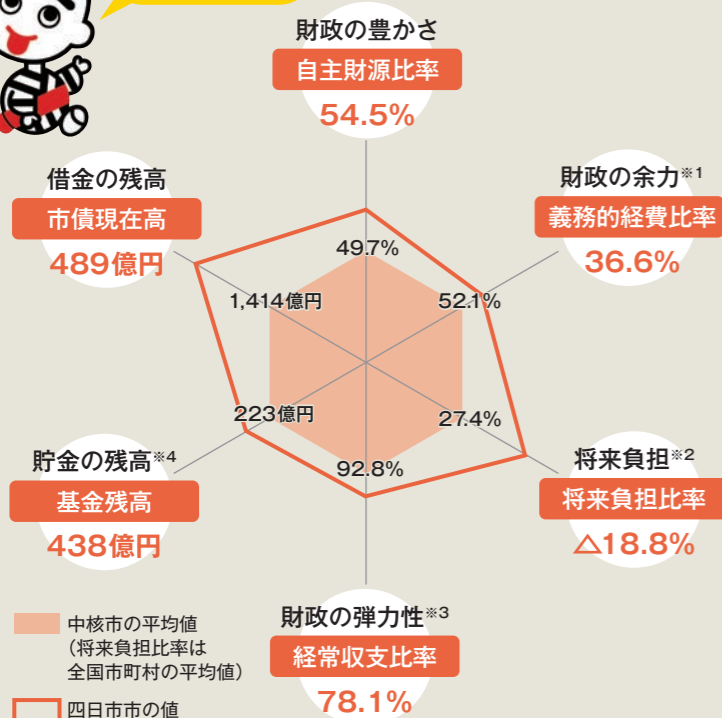 財政の豊かさ
自主財源比率
54.5%
借金の残高
市債現在高
489億円
財政の余力※1
義務的経費比率
36.6%
49.7%
1,414億円
52.1%
223億円
27.4%
92.8%
貯金の残高※4
基金残高
438億円
将来負担※2
将来負担比率
△18.8%
財政の弾力性※3
経常収支比率
78.1%
中核市の平均値
(将来負担比率は
全国市町村の平均値)
四日市市の値